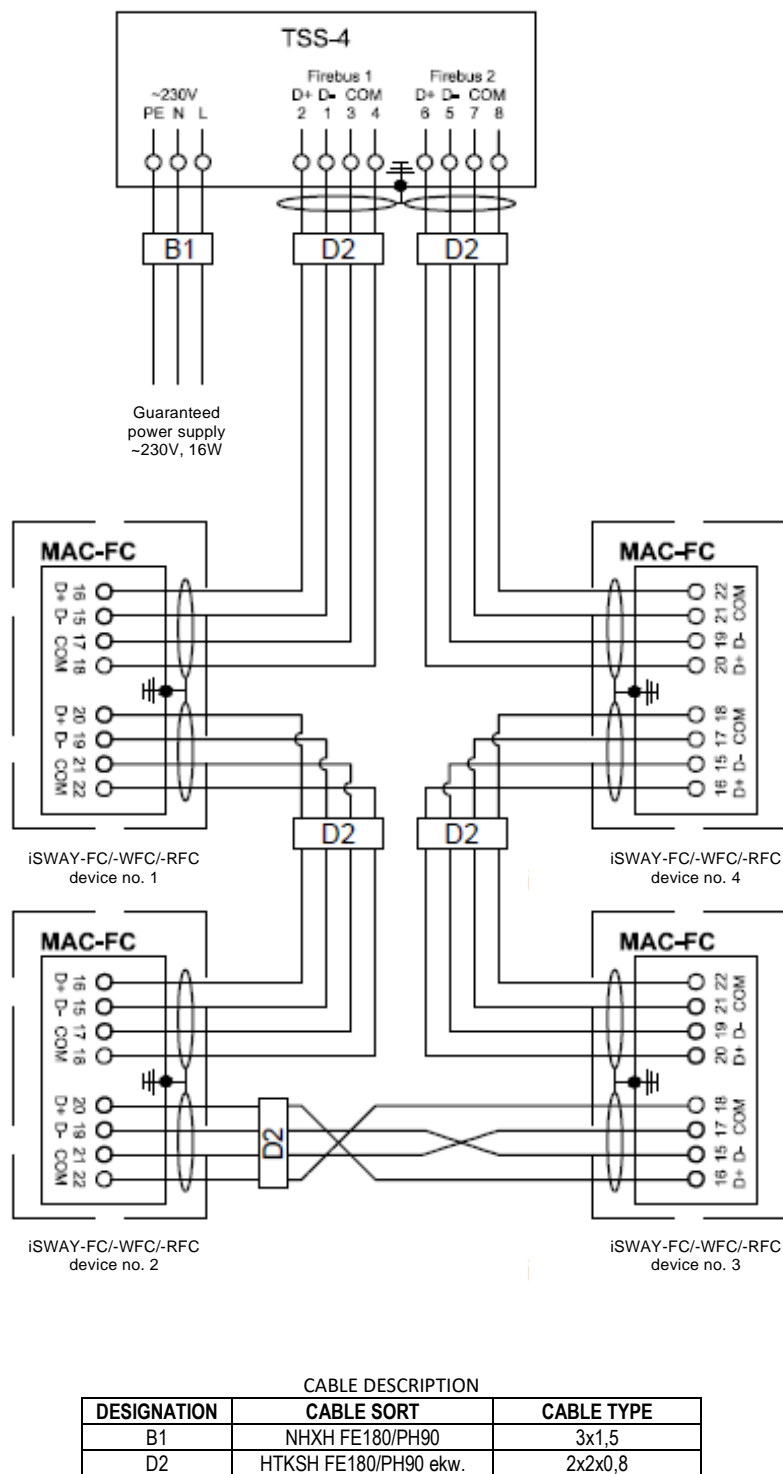 TSS-4
~230V
PE N L
Firebus 1
D+ D- COM
2 1 3 4
Firebus 2
D+ D- COM
6 5 7 8
B1
D2
D2
Guaranteed
power supply
~230V, 16W
MAC-FC
D+ 16
D- 15
COM 17
18
D+ 20
D- 19
COM 21
22
iSWAY-FC/-WFC/-RFC
device no. 1
MAC-FC
22 COM
21
19 D-
20 D+
18 COM
17
15 D-
16 D+
iSWAY-FC/-WFC/-RFC
device no. 4
D2
D2
MAC-FC
D+ 16
D- 15
COM 17
18
D+ 20
D- 19
COM 21
22
iSWAY-FC/-WFC/-RFC
device no. 2
D2
MAC-FC
22 COM
21
19 D-
20 D+
18 COM
17
15 D-
16 D+
iSWAY-FC/-WFC/-RFC
device no. 3
CABLE DESCRIPTION
DESIGNATION CABLE SORT CABLE TYPE
B1 NHXH FE180/PH90 3x1,5
D2 HTKSH FE180/PH90 ekw. 2x2x0,8